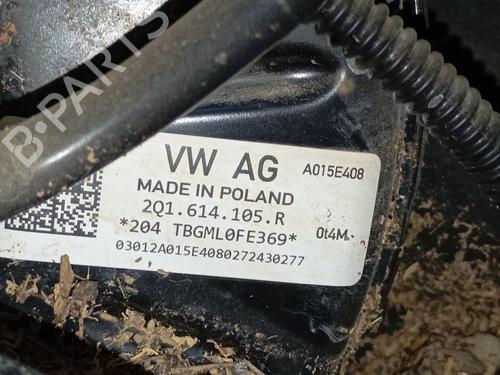 B-PARTS
VW AG
A015E408
MADE IN POLAND
2Q1.614.105.R
*204 TBGML0FE369*
0t4M
03012A015E4080272430277